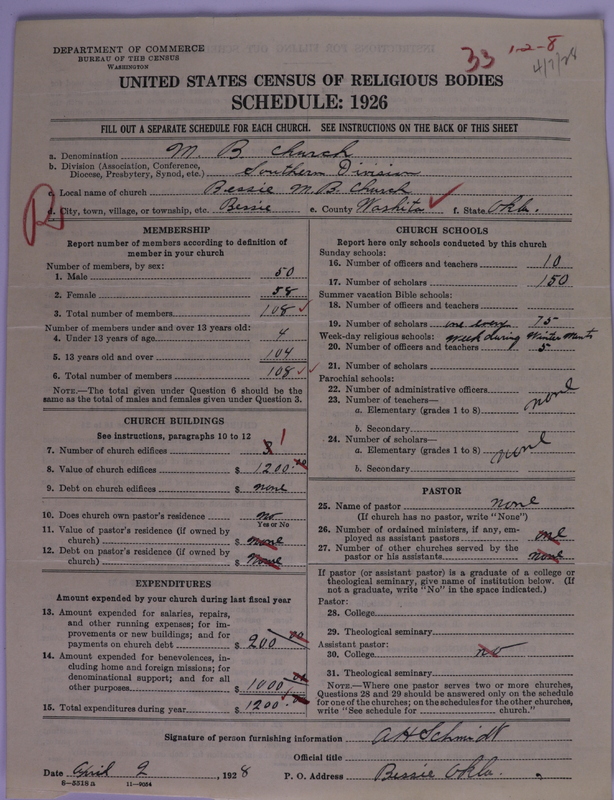 DEPARTMENT OF COMMERCE
BUREAU OF THE CENSUS
WASHINGTON
33 1-2-8
4/7/28
UNITED STATES CENSUS OF RELIGIOUS BODIES
SCHEDULE: 1926
FILL OUT A SEPARATE SCHEDULE FOR EACH CHURCH. SEE INSTRUCTIONS ON THE BACK OF THIS SHEET
a. Denomination M. B Church
b. Division (Association, Conference, Diocese, Presbytery, Synod, etc.) Southern Division
c. Local name of church Bessie M. B. Church
d. City, town, village, or township, etc. Bessie e. County Washita f. State Okla.
MEMBERSHIP
Report number of members according to definition of
member in your church
Number of members, by sex:
1. Male 50
2. Female 58
3. Total number of members 108
Number of members under and over 13 years old:
4. Under 13 years of age 4
5. 13 years old and over 104
6. Total number of members 108
NOTE.—The total given under Question 6 should be the
same as the total of males and females given under Question 3.
CHURCH BUILDINGS
See instructions, paragraphs 10 to 12
7. Number of church edifices 1
8. Value of church edifices $ 1200.00
9. Debt on church edifices $ none
10. Does church own pastor's residence no
Yes or No
11. Value of pastor's residence (if owned by
church) $ none
12. Debt on pastor's residence (if owned by
church) $ None
EXPENDITURES
Amount expended by your church during last fiscal year
13. Amount expended for salaries, repairs,
and other running expenses; for im-
provements or new buildings; and for
payments on church debt $ 200 00
14. Amount expended for benevolences, in-
cluding home and foreign missions; for
denominational support; and for all
other purposes $ 1000
15. Total expenditures during year $ 1200
CHURCH SCHOOLS
Report here only schools conducted by this church
Sunday schools:
16. Number of officers and teachers 10
17. Number of scholars 150
Summer vacation Bible schools:
18. Number of officers and teachers
19. Number of scholars one every 75
Week-day religious schools: week during Winter
20. Number of officers and teachers 5
21. Number of scholars
Parochial schools:
22. Number of administrative officers
23. Number of teachers— none
a. Elementary (grades 1 to 8)
b. Secondary
24. Number of scholars— none
a. Elementary (grades 1 to 8)
b. Secondary
PASTOR
25. Name of pastor none
(If church has no pastor, write "None")
26. Number of ordained ministers, if any, em-
ployed as assistant pastors
27. Number of other churches served by the
pastor or his assistants none
If pastor (or assistant pastor) is a graduate of a college or
theological seminary, give name of institution below. (If
not a graduate, write "No" in the space indicated.)
Pastor:
28. College
29. Theological seminary
Assistant pastor:
30. College no
31. Theological seminary
NOTE.—Where one pastor serves two or more churches,
Questions 28 and 29 should be answered only on the schedule
for one of the churches; on the schedules for the other churches,
write "See schedule for church."
Signature of person furnishing information A H Schmidt
Official title
Date April 2, 1928 P. O. Address Bessie Okla.
8—5518 a 11—9054